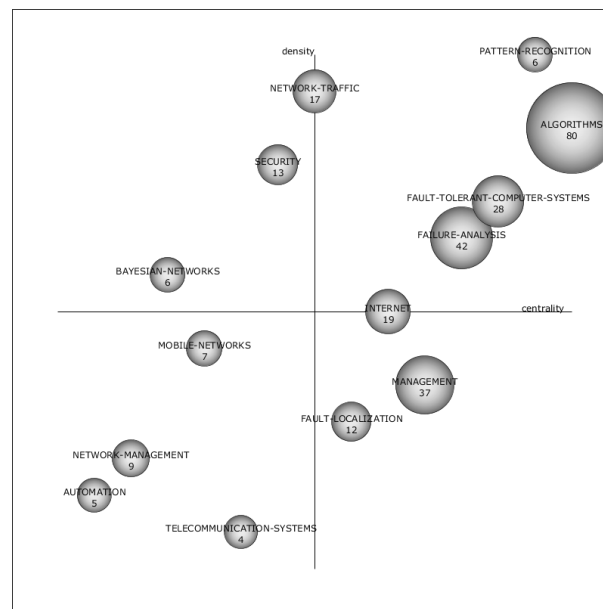 density
PATTERN-RECOGNITION
6
NETWORK-TRAFFIC
17
ALGORITHMS
80
SECURITY
13
FAULT-TOLERANT-COMPUTER-SYSTEMS
28
FAILURE-ANALYSIS
42
BAYESIAN-NETWORKS
6
INTERNET
19
centrality
MOBILE-NETWORKS
7
MANAGEMENT
37
FAULT-LOCALIZATION
12
NETWORK-MANAGEMENT
9
AUTOMATION
5
TELECOMMUNICATION-SYSTEMS
4